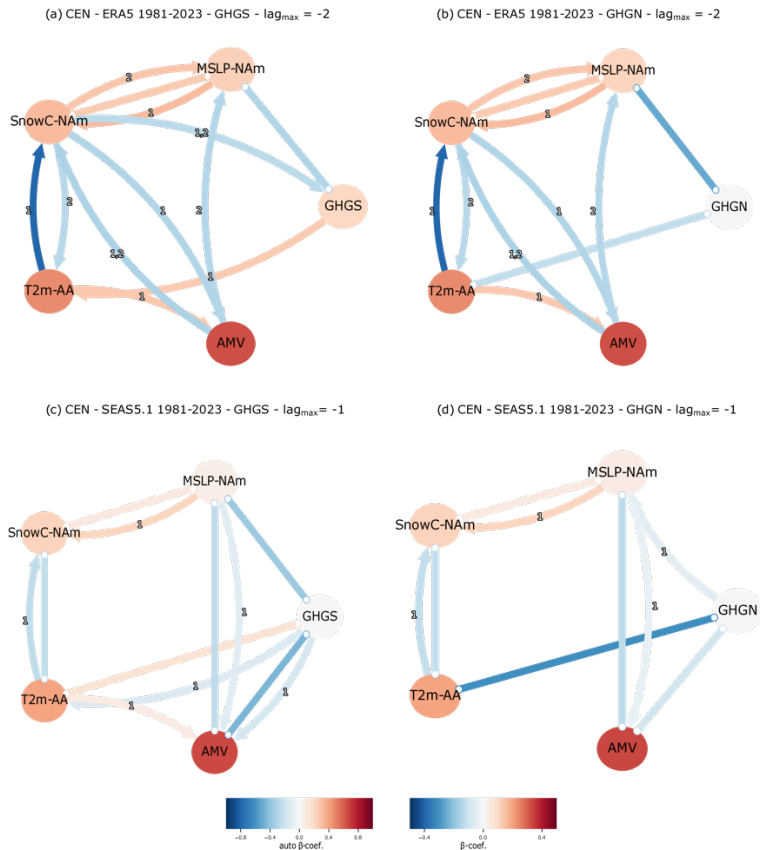 (a) CEN - ERA5 1981-2023 - GHGS - lagmax = -2
(b) CEN - ERA5 1981-2023 - GHGN - lagmax = -2
MSLP-NAm
2
1
SnowC-NAm
1,2
GHGS
1
2
1
2
1,2
1
T2m-AA
1
AMV
MSLP-NAm
2
1
SnowC-NAm
GHGN
1
2
1
2
1,2
T2m-AA
1
AMV
(c) CEN - SEAS5.1 1981-2023 - GHGS - lagmax= -1
(d) CEN - SEAS5.1 1981-2023 - GHGN - lagmax= -1
MSLP-NAm
SnowC-NAm
1
GHGS
1
1
1
T2m-AA
1
1
AMV
MSLP-NAm
SnowC-NAm
1
1
GHGN
1
1
T2m-AA
AMV
-0.8 -0.4 0.0 0.4 0.8
auto β-coef.
-0.4 0.0 0.4
β-coef.